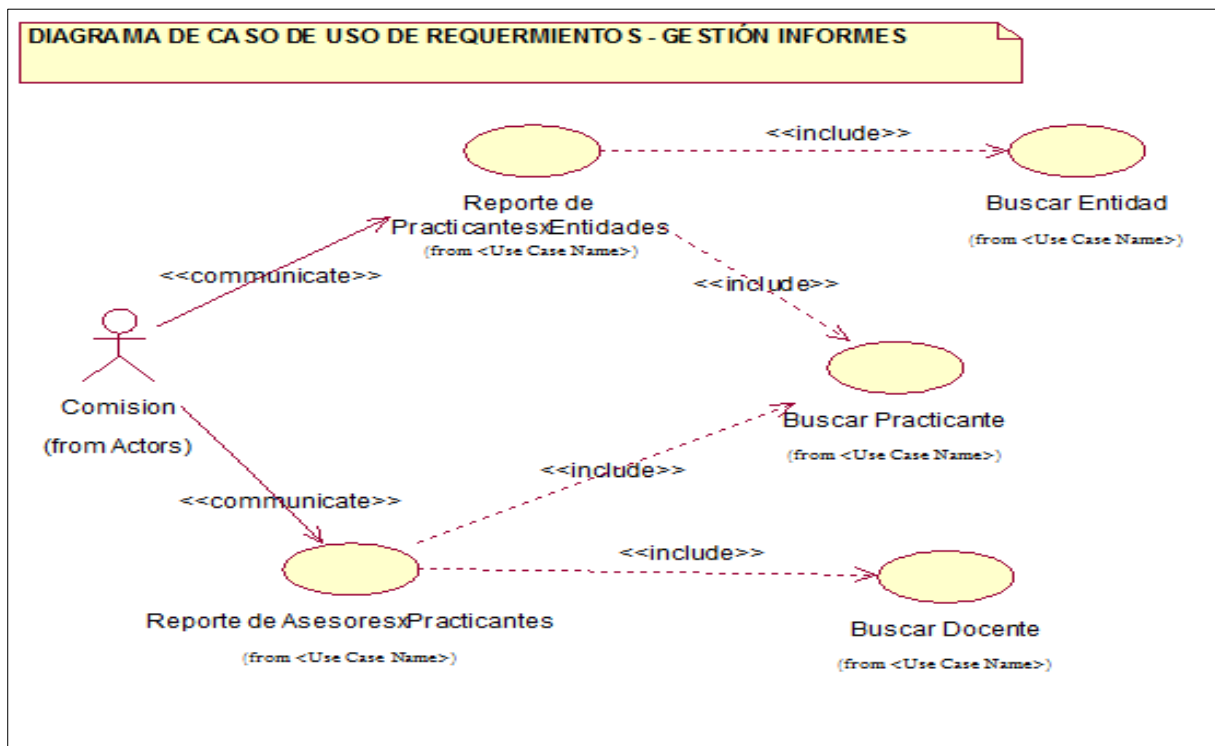 DIAGRAMA DE CASO DE USO DE REQUERMIENTOS - GESTIÓN INFORMES
<<include>>
Reporte de
PracticantesxEntidades
(from <Use Case Name>)
Buscar Entidad
(from <Use Case Name>)
<<communicate>>
<<include>>
Comision
(from Actors)
Buscar Practicante
(from <Use Case Name>)
<<include>>
<<communicate>>
<<include>>
Reporte de AsesoresxPracticantes
(from <Use Case Name>)
Buscar Docente
(from <Use Case Name>)